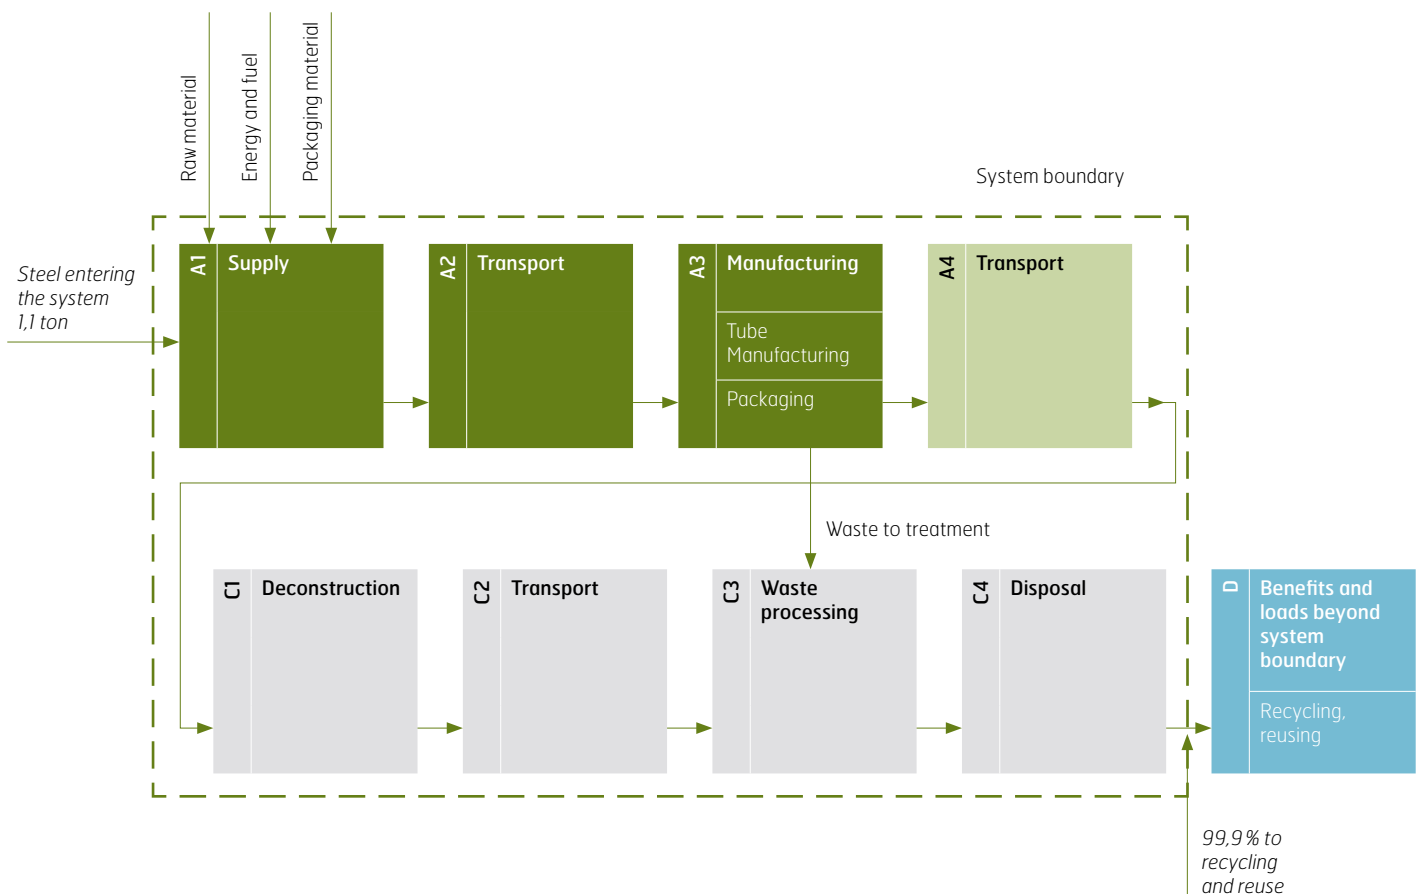 Raw material
Energy and fuel
Packaging material
System boundary
Steel entering
the system
1,1 ton
A1
Supply
A2
Transport
A3
Manufacturing
Tube
Manufacturing
Packaging
A4
Transport
Waste to treatment
C1
Deconstruction
C2
Transport
C3
Waste
processing
C4
Disposal
D
Benefits and
loads beyond
system
boundary
Recycling,
reusing
99,9 % to
recycling
and reuse